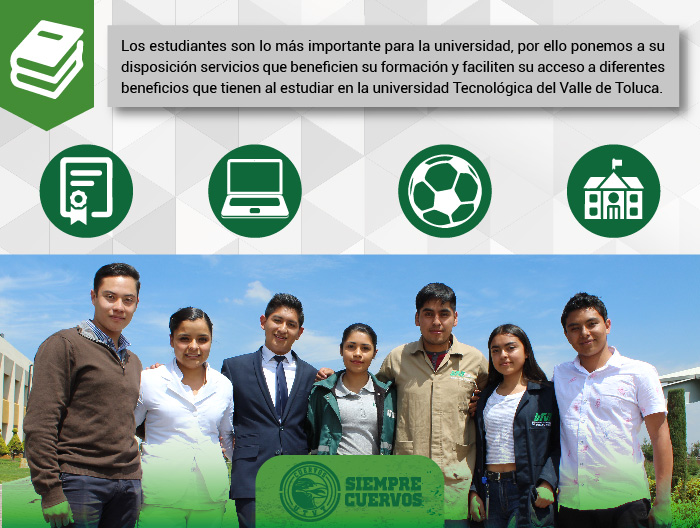 Los estudiantes son lo más importante para la universidad, por ello ponemos a su
disposición servicios que beneficien su formación y faciliten su acceso a diferentes
beneficios que tienen al estudiar en la universidad Tecnológica del Valle de Toluca.
SIEMPRE
CUERVOS